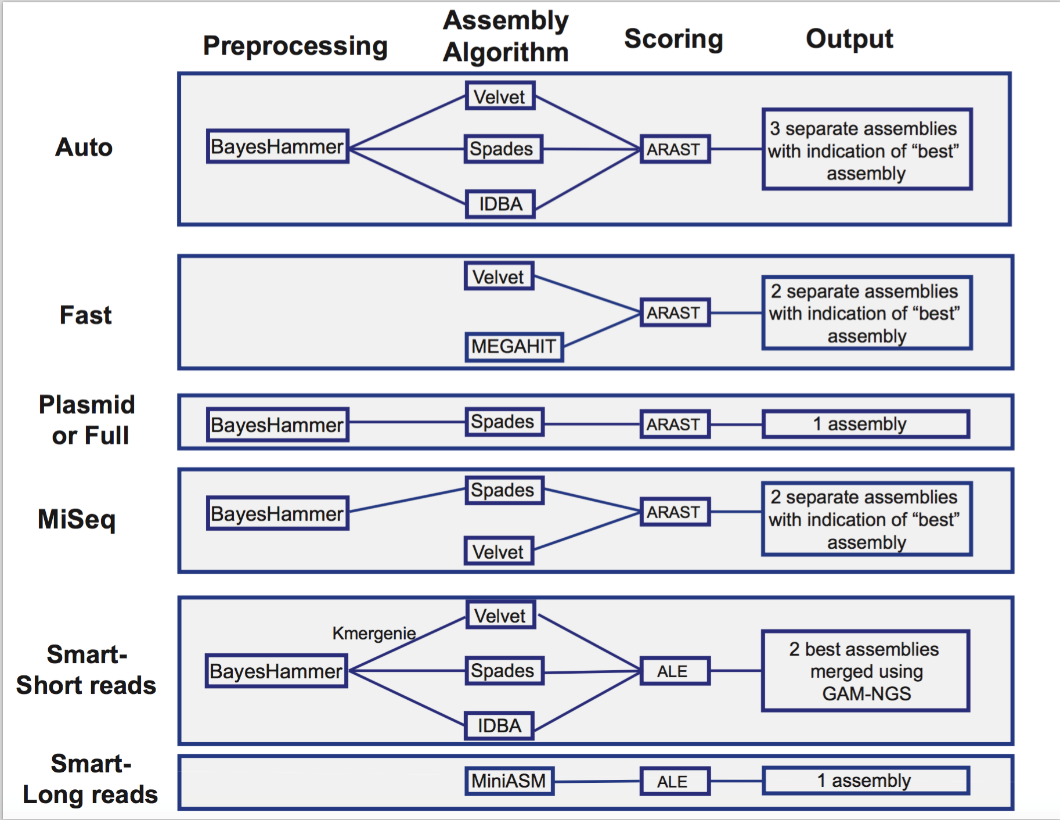 Preprocessing
Assembly
Algorithm
Scoring
Output
Auto
BayesHammer
Velvet
Spades
IDBA
ARAST
3 separate assemblies
with indication of “best”
assembly
Fast
Velvet
MEGAHIT
ARAST
2 separate assemblies
with indication of “best”
assembly
Plasmid
or Full
BayesHammer
Spades
ARAST
1 assembly
MiSeq
BayesHammer
Spades
Velvet
ARAST
2 separate assemblies
with indication of “best”
assembly
Smart-
Short reads
BayesHammer
Kmergenie
Velvet
Spades
IDBA
ALE
2 best assemblies
merged using
GAM-NGS
Smart-
Long reads
MiniASM
ALE
1 assembly